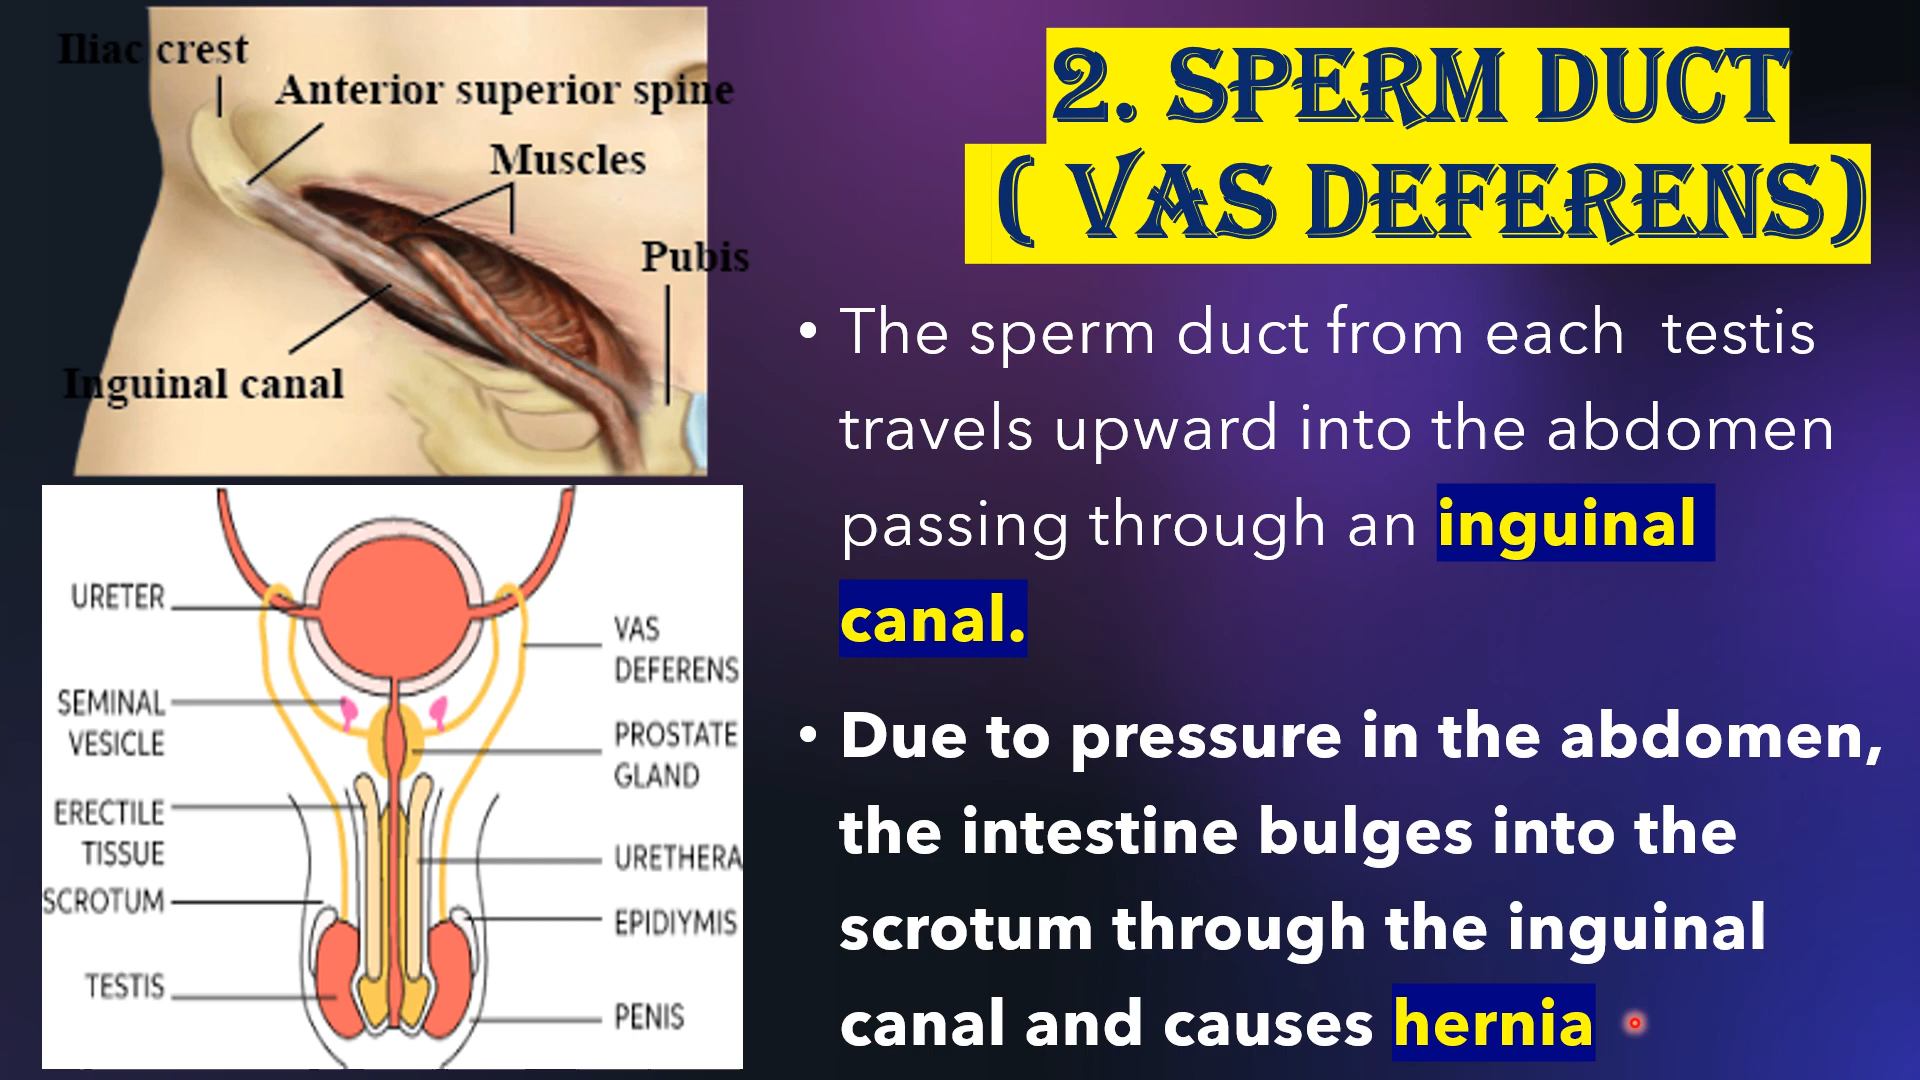 Iliac crest
Anterior superior spine
Muscles
Pubis
Inguinal canal
URETER
SEMINAL
VESICLE
ERECTILE
TISSUE
SCROTUM
TESTIS
VAS
DEFERENS
PROSTATE
GLAND
URETHERA
EPIDIYMIS
PENIS
2. SPERM DUCT
( VAS DEFERENS)
• The sperm duct from each testis
travels upward into the abdomen
passing through an inguinal
canal.
• Due to pressure in the abdomen,
the intestine bulges into the
scrotum through the inguinal
canal and causes hernia